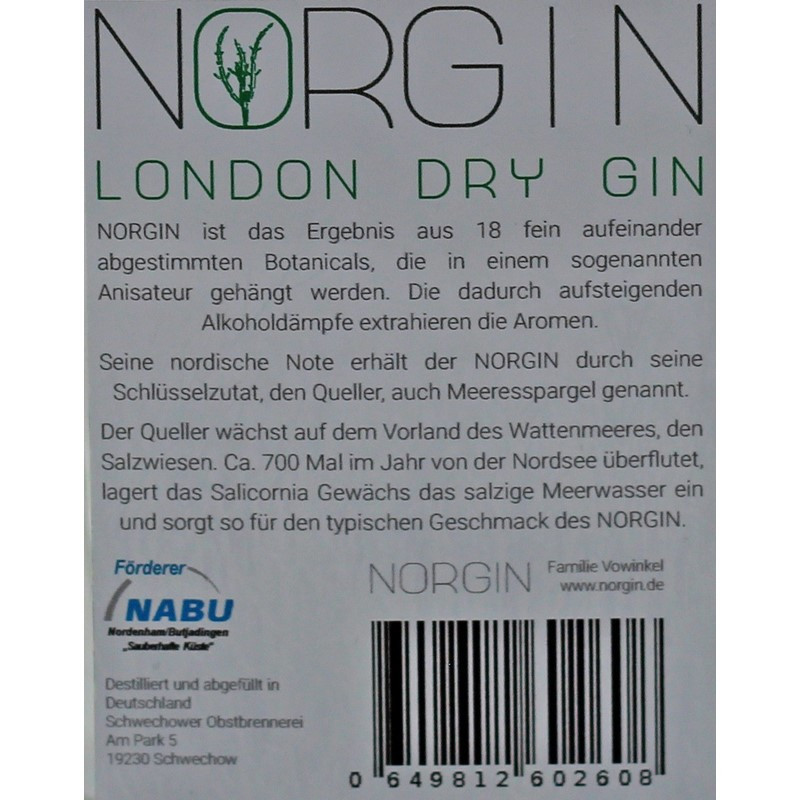 NORGIN
LONDON DRY GIN
NORGIN ist das Ergebnis aus 18 fein aufeinander
abgestimmten Botanicals, die in einem sogenannten
Anisateur gehängt werden. Die dadurch aufsteigenden
Alkoholdämpfe extrahieren die Aromen.
Seine nordische Note erhält der NORGIN durch seine
Schlüsselzutat, den Queller, auch Meeresspargel genannt.
Der Queller wächst auf dem Vorland des Wattenmeeres, den
Salzwiesen. Ca. 700 Mal im Jahr von der Nordsee überflutet,
lagert das Salicornia Gewächs das salzige Meerwasser ein
und sorgt so für den typischen Geschmack des NORGIN.
Förderer
NABU
Nordenham/Butjadingen
„Sauberhafte Küste"
Destilliert und abgefüllt in
Deutschland
Schwechower Obstbrennerei
Am Park 5
19230 Schwechow
NORGIN
Familie Vowinkel
www.norgin.de
0 649812 602608